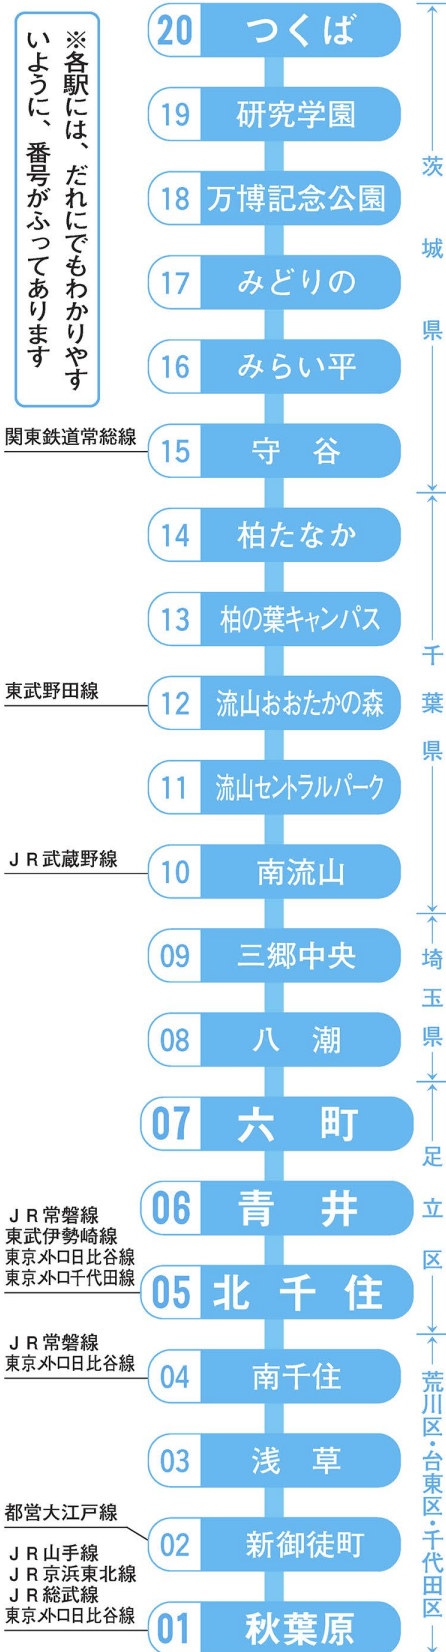 ※各駅には、だれにでもわかりやす
いように、番号がふってあります
20 つくば
19 研究学園
18 万博記念公園
17 みどりの
16 みらい平
関東鉄道常総線
15 守谷
茨城県
14 柏たなか
13 柏の葉キャンパス
東武野田線
12 流山おおたかの森
11 流山セントラルパーク
JR武蔵野線
10 南流山
千葉県
09 三郷中央
08 八潮
埼玉県
07 六町
06 青井
JR常磐線
東武伊勢崎線
東京メトロ日比谷線
東京メトロ千代田線
05 北千住
足立区
JR常磐線
東京メトロ日比谷線
04 南千住
03 浅草
都営大江戸線
02 新御徒町
JR山手線
JR京浜東北線
JR総武線
東京メトロ日比谷線
01 秋葉原
荒川区・台東区・千代田区